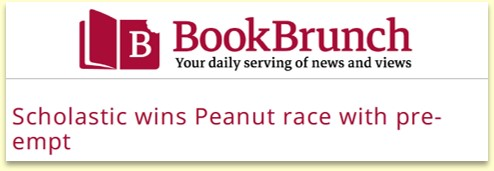 B BookBrunch
Your daily serving of news and views
Scholastic wins Peanut race with pre-
empt